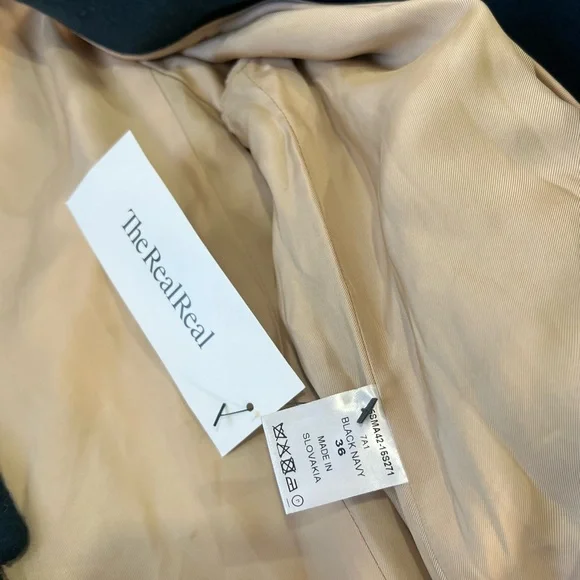 TheRealReal
SMA42-15S271
7A1
BLACK NAVY
36
MADE IN
SLOVAKIA